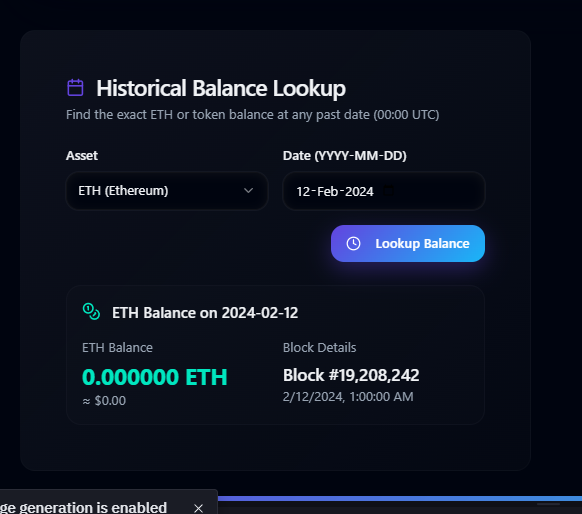 Historical Balance Lookup
Find the exact ETH or token balance at any past date (00:00 UTC)
Asset
Date (YYYY-MM-DD)
ETH (Ethereum)
12-Feb-2024
Lookup Balance
ETH Balance on 2024-02-12
ETH Balance
Block Details
0.000000 ETH
Block #19,208,242
≈ $0.00
2/12/2024, 1:00:00 AM
ge generation is enabled